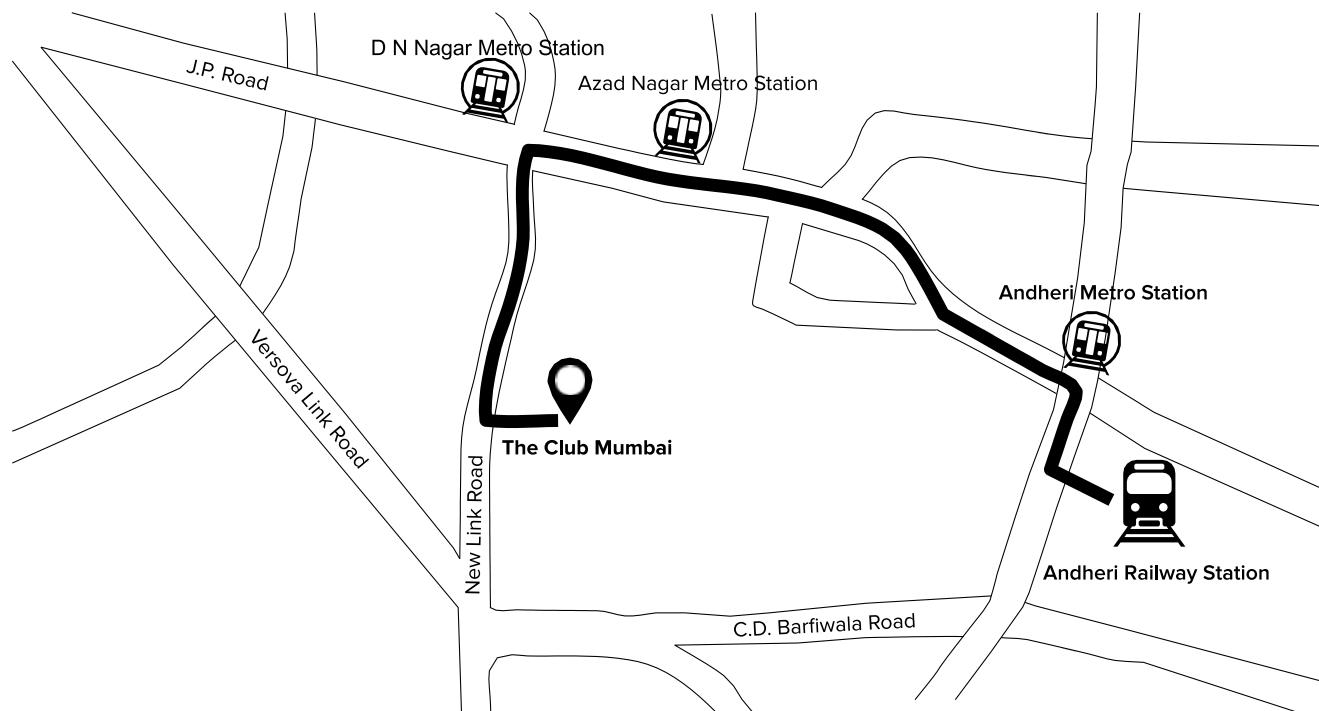 D N Nagar Metro Station
J.P. Road
Azad Nagar Metro Station
Andheri Metro Station
Versova Link Road
The Club Mumbai
New Link Road
Andheri Railway Station
C.D. Barfiwala Road